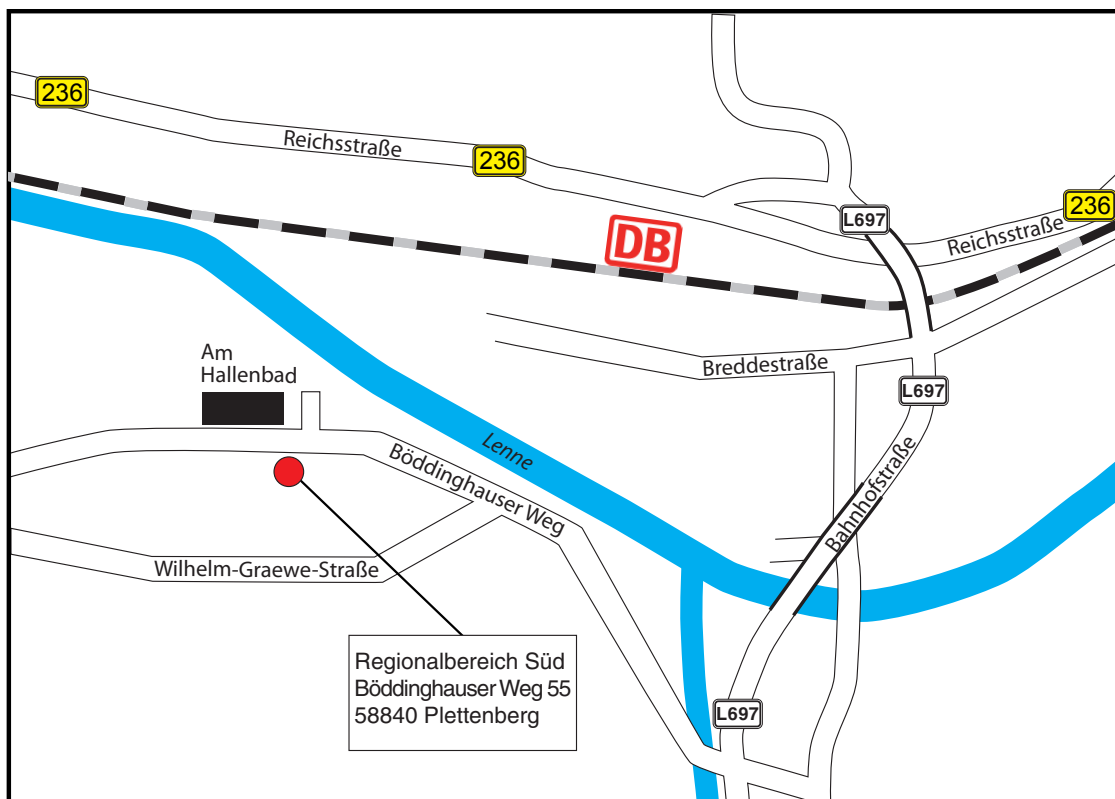 236
Reichsstraße
236
L697
236
Reichsstraße
DB
Am
Hallenbad
Breddestraße
L697
Lenne
Böddinghauser Weg
Bahnhofstraße
Wilhelm-Graewe-Straße
Regionalbereich Süd
Böddinghauser Weg 55
58840 Plettenberg
L697